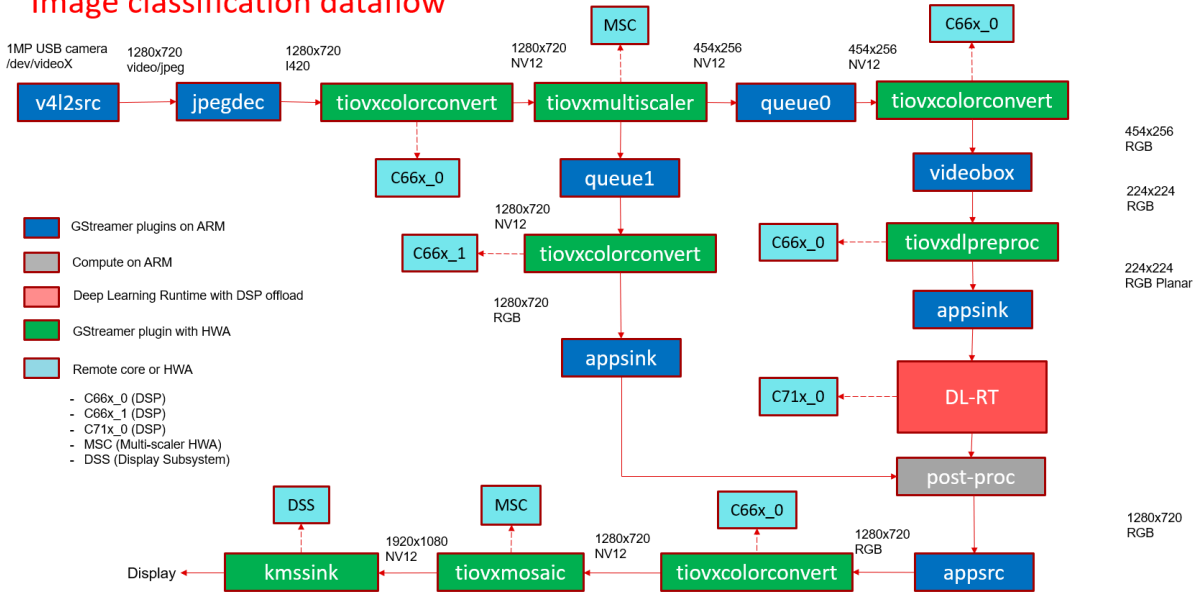 Image classification dataflow
1MP USB camera
/dev/videoX
1280x720
video/jpeg
1280x720
I420
1280x720
NV12
MSC
454x256
NV12
454x256
NV12
C66x_0
v4l2src
jpegdec
tiovxcolorconvert
tiovxmultiscaler
queue0
tiovxcolorconvert
454x256
RGB
C66x_0
queue1
videobox
224x224
RGB
1280x720
NV12
GStreamer plugins on ARM
C66x_1
tiovxcolorconvert
C66x_0
tiovxdlpreproc
Compute on ARM
224x224
RGB Planar
Deep Learning Runtime with DSP offload
1280x720
RGB
appsink
GStreamer plugin with HWA
appsink
Remote core or HWA
C71x_0
DL-RT
- C66x_0 (DSP)
- C66x_1 (DSP)
- C71x_0 (DSP)
- MSC (Multi-scaler HWA)
- DSS (Display Subsystem)
post-proc
DSS
MSC
C66x_0
1280x720
RGB
1920x1080
NV12
1280x720
NV12
1280x720
RGB
Display
kmssink
tiovxmosaic
tiovxcolorconvert
appsrc